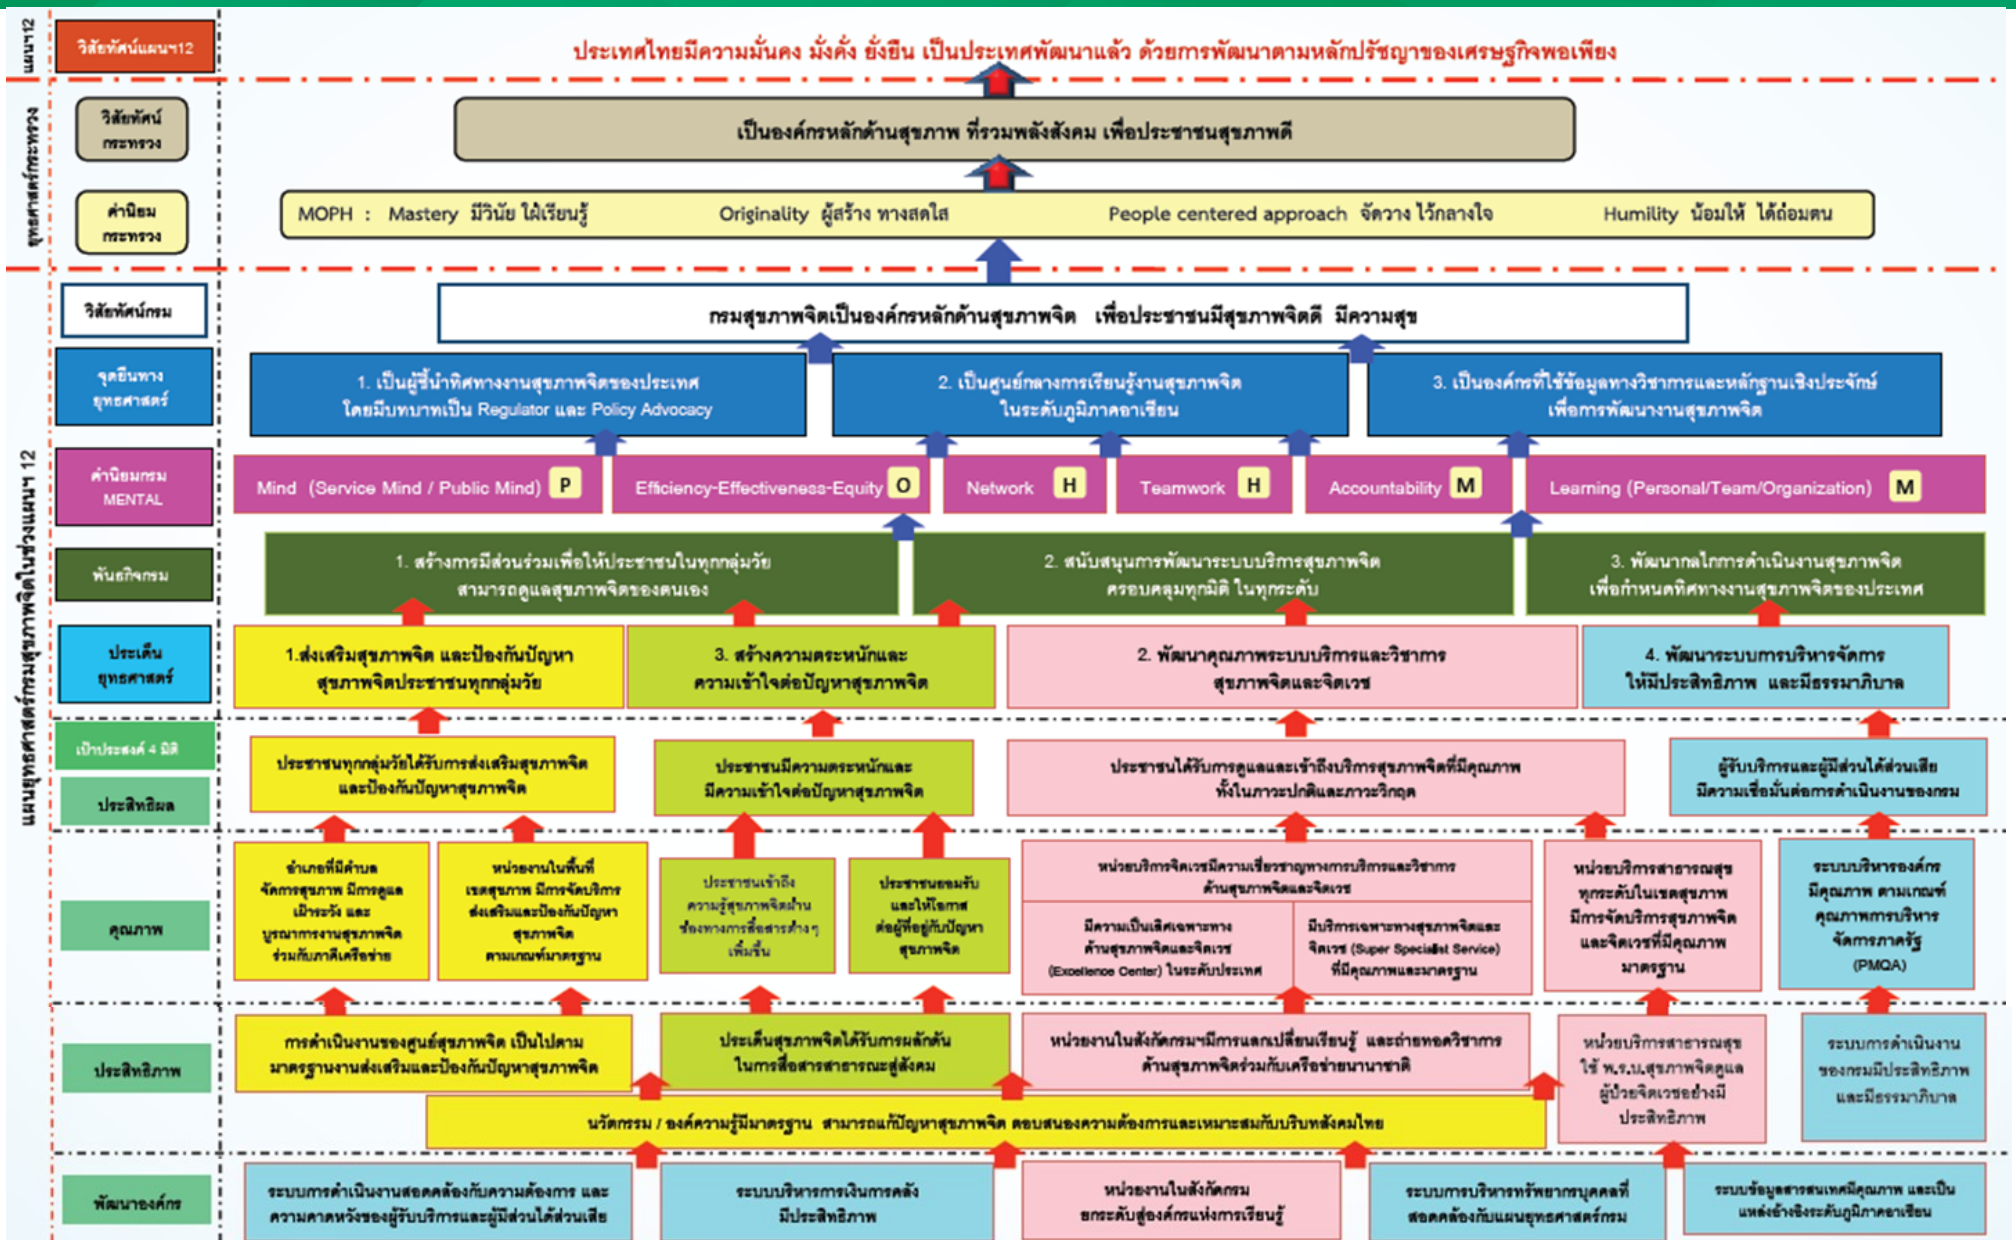 แผนฯ12
วิสัยทัศน์แผนฯ12
ประเทศไทยมีความมั่นคง มั่งคั่ง ยั่งยืน เป็นประเทศพัฒนาแล้ว ด้วยการพัฒนาตามหลักปรัชญาของเศรษฐกิจพอเพียง
ยุทธศาสตร์กระทรวง
วิสัยทัศน์
กระทรวง
เป็นองค์กรหลักด้านสุขภาพ ที่รวมพลังสังคม เพื่อประชาชนสุขภาพดี
ค่านิยม
กระทรวง
MOPH : Mastery มีวินัย ใฝ่เรียนรู้ Originality ผู้สร้าง ทางสดใส People centered approach จัดวาง ไว้กลางใจ Humility น้อมให้ ได้ถ่อมตน
แผนยุทธศาสตร์กรมสุขภาพจิตในช่วงแผนฯ 12
วิสัยทัศน์กรม
กรมสุขภาพจิตเป็นองค์กรหลักด้านสุขภาพจิต เพื่อประชาชนมีสุขภาพจิตดี มีความสุข
จุดยืนทาง
ยุทธศาสตร์
1. เป็นผู้ชี้นำทิศทางงานสุขภาพจิตของประเทศ
โดยมีบทบาทเป็น Regulator และ Policy Advocacy
2. เป็นศูนย์กลางการเรียนรู้งานสุขภาพจิต
ในระดับภูมิภาคอาเซียน
3. เป็นองค์กรที่ใช้ข้อมูลทางวิชาการและหลักฐานเชิงประจักษ์
เพื่อการพัฒนางานสุขภาพจิต
ค่านิยมกรม
MENTAL
Mind (Service Mind / Public Mind) P
Efficiency-Effectiveness-Equity O
Network H
Teamwork H
Accountability M
Learning (Personal/Team/Organization) M
พันธกิจกรม
1. สร้างการมีส่วนร่วมเพื่อให้ประชาชนในทุกกลุ่มวัย
สามารถดูแลสุขภาพจิตของตนเอง
2. สนับสนุนการพัฒนาระบบบริการสุขภาพจิต
ครอบคลุมทุกมิติ ในทุกระดับ
3. พัฒนากลไกการดำเนินงานสุขภาพจิต
เพื่อกำหนดทิศทางงานสุขภาพจิตของประเทศ
ประเด็น
ยุทธศาสตร์
1.ส่งเสริมสุขภาพจิต และป้องกันปัญหา
สุขภาพจิตประชาชนทุกกลุ่มวัย
3. สร้างความตระหนักและ
ความเข้าใจต่อปัญหาสุขภาพจิต
2. พัฒนาคุณภาพระบบบริการและวิชาการ
สุขภาพจิตและจิตเวช
4. พัฒนาระบบการบริหารจัดการ
ให้มีประสิทธิภาพ และมีธรรมาภิบาล
เป้าประสงค์ 4 มิติ
ประสิทธิผล
ประชาชนทุกกลุ่มวัยได้รับการส่งเสริมสุขภาพจิต
และป้องกันปัญหาสุขภาพจิต
ประชาชนมีความตระหนักและ
มีความเข้าใจต่อปัญหาสุขภาพจิต
ประชาชนได้รับการดูแลและเข้าถึงบริการสุขภาพจิตที่มีคุณภาพ
ทั้งในภาวะปกติและภาวะวิกฤต
ผู้รับบริการและผู้มีส่วนได้ส่วนเสีย
มีความเชื่อมั่นต่อการดำเนินงานของกรม
คุณภาพ
อำเภอที่มีตำบล
จัดการสุขภาพ มีการดูแล
เฝ้าระวัง และ
บูรณาการงานสุขภาพจิต
ร่วมกับภาคีเครือข่าย
หน่วยงานในพื้นที่
เขตสุขภาพ มีการจัดบริการ
ส่งเสริมและป้องกันปัญหา
สุขภาพจิต
ตามเกณฑ์มาตรฐาน
ประชาชนเข้าถึง
ความรู้สุขภาพจิตผ่าน
ช่องทางการสื่อสารต่างๆ
เพิ่มขึ้น
ประชาชนยอมรับ
และให้โอกาส
ต่อผู้ที่อยู่กับปัญหา
สุขภาพจิต
หน่วยบริการจิตเวชมีความเชี่ยวชาญทางการบริการและวิชาการ
ด้านสุขภาพจิตและจิตเวช
มีความเป็นเลิศเฉพาะทาง
ด้านสุขภาพจิตและจิตเวช
(Excellence Center) ในระดับประเทศ
มีบริการเฉพาะทางสุขภาพจิตและ
จิตเวช (Super Specialist Service)
ที่มีคุณภาพและมาตรฐาน
หน่วยบริการสาธารณสุข
ทุกระดับในเขตสุขภาพ
มีการจัดบริการสุขภาพจิต
และจิตเวชที่มีคุณภาพ
มาตรฐาน
ระบบบริหารองค์กร
มีคุณภาพ ตามเกณฑ์
คุณภาพการบริหาร
จัดการภาครัฐ
(PMQA)
ประสิทธิภาพ
การดำเนินงานของศูนย์สุขภาพจิต เป็นไปตาม
มาตรฐานงานส่งเสริมและป้องกันปัญหาสุขภาพจิต
ประเด็นสุขภาพจิตได้รับการผลักดัน
ในการสื่อสารสาธารณะสู่สังคม
หน่วยงานในสังกัดกรมฯมีการแลกเปลี่ยนเรียนรู้ และถ่ายทอดวิชาการ
ด้านสุขภาพจิตร่วมกับเครือข่ายนานาชาติ
หน่วยบริการสาธารณสุข
ใช้ พ.ร.บ.สุขภาพจิตดูแล
ผู้ป่วยจิตเวชอย่างมี
ประสิทธิภาพ
ระบบการดำเนินงาน
ของกรมมีประสิทธิภาพ
และมีธรรมาภิบาล
นวัตกรรม / องค์ความรู้มีมาตรฐาน สามารถแก้ปัญหาสุขภาพจิต ตอบสนองความต้องการและเหมาะสมกับบริบทสังคมไทย
พัฒนาองค์กร
ระบบการดำเนินงานสอดคล้องกับความต้องการ และ
ความคาดหวังของผู้รับบริการและผู้มีส่วนได้ส่วนเสีย
ระบบบริหารการเงินการคลัง
มีประสิทธิภาพ
หน่วยงานในสังกัดกรม
ยกระดับสู่องค์กรแห่งการเรียนรู้
ระบบการบริหารทรัพยากรบุคคลที่
สอดคล้องกับแผนยุทธศาสตร์กรม
ระบบข้อมูลสารสนเทศมีคุณภาพ และเป็น
แหล่งอ้างอิงระดับภูมิภาคอาเซียน